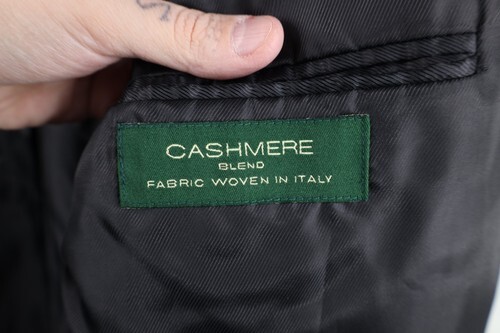 CASHMERE
BLEND
FABRIC WOVEN IN ITALY